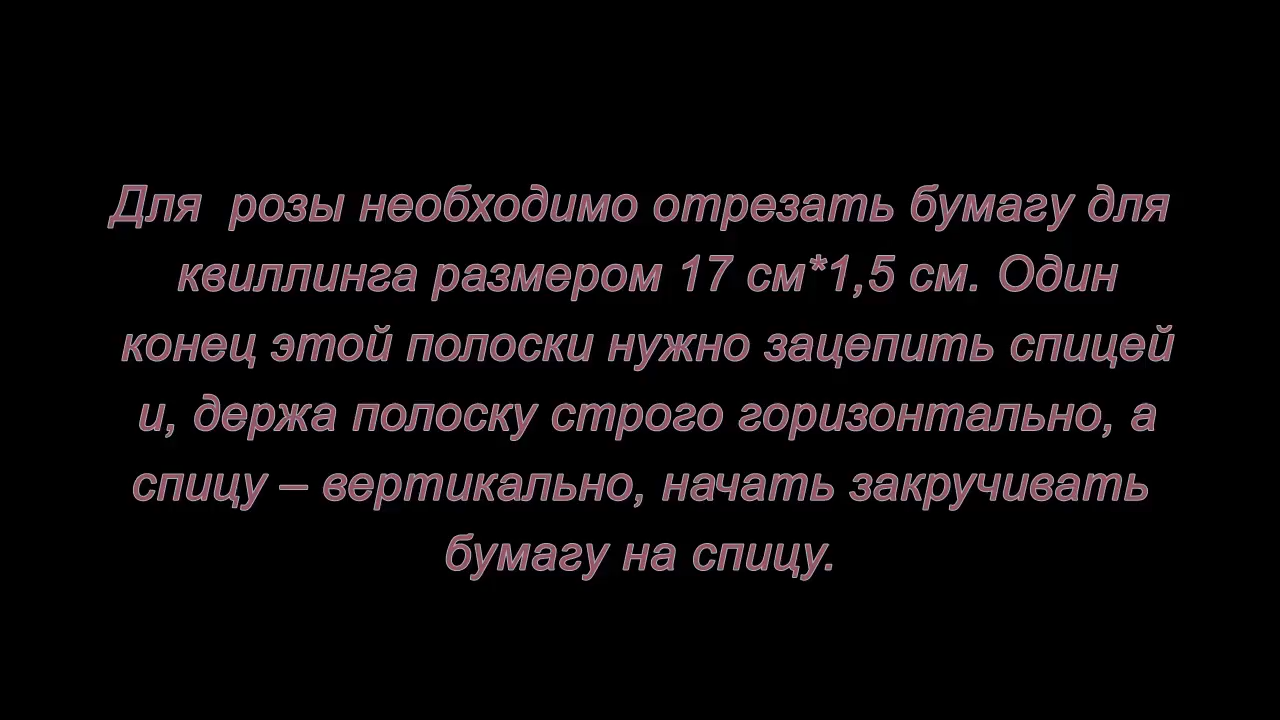 Для розы необходимо отрезать бумагу для
квиллинга размером 17 см*1,5 см. Один
конец этой полоски нужно зацепить спицей
и, держа полоску строго горизонтально, а
спицу – вертикально, начать закручивать
бумагу на спицу.